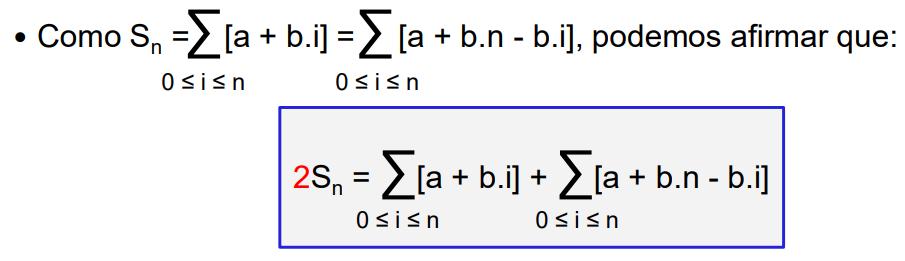 • Como Sn =∑[a + b.i] =∑ [a + b.n - b.i], podemos afirmar que:
0 ≤ i ≤ n 0 ≤ i ≤ n
2Sn = ∑[a + b.i] + ∑[a + b.n - b.i]
0 ≤ i ≤ n 0 ≤ i ≤ n